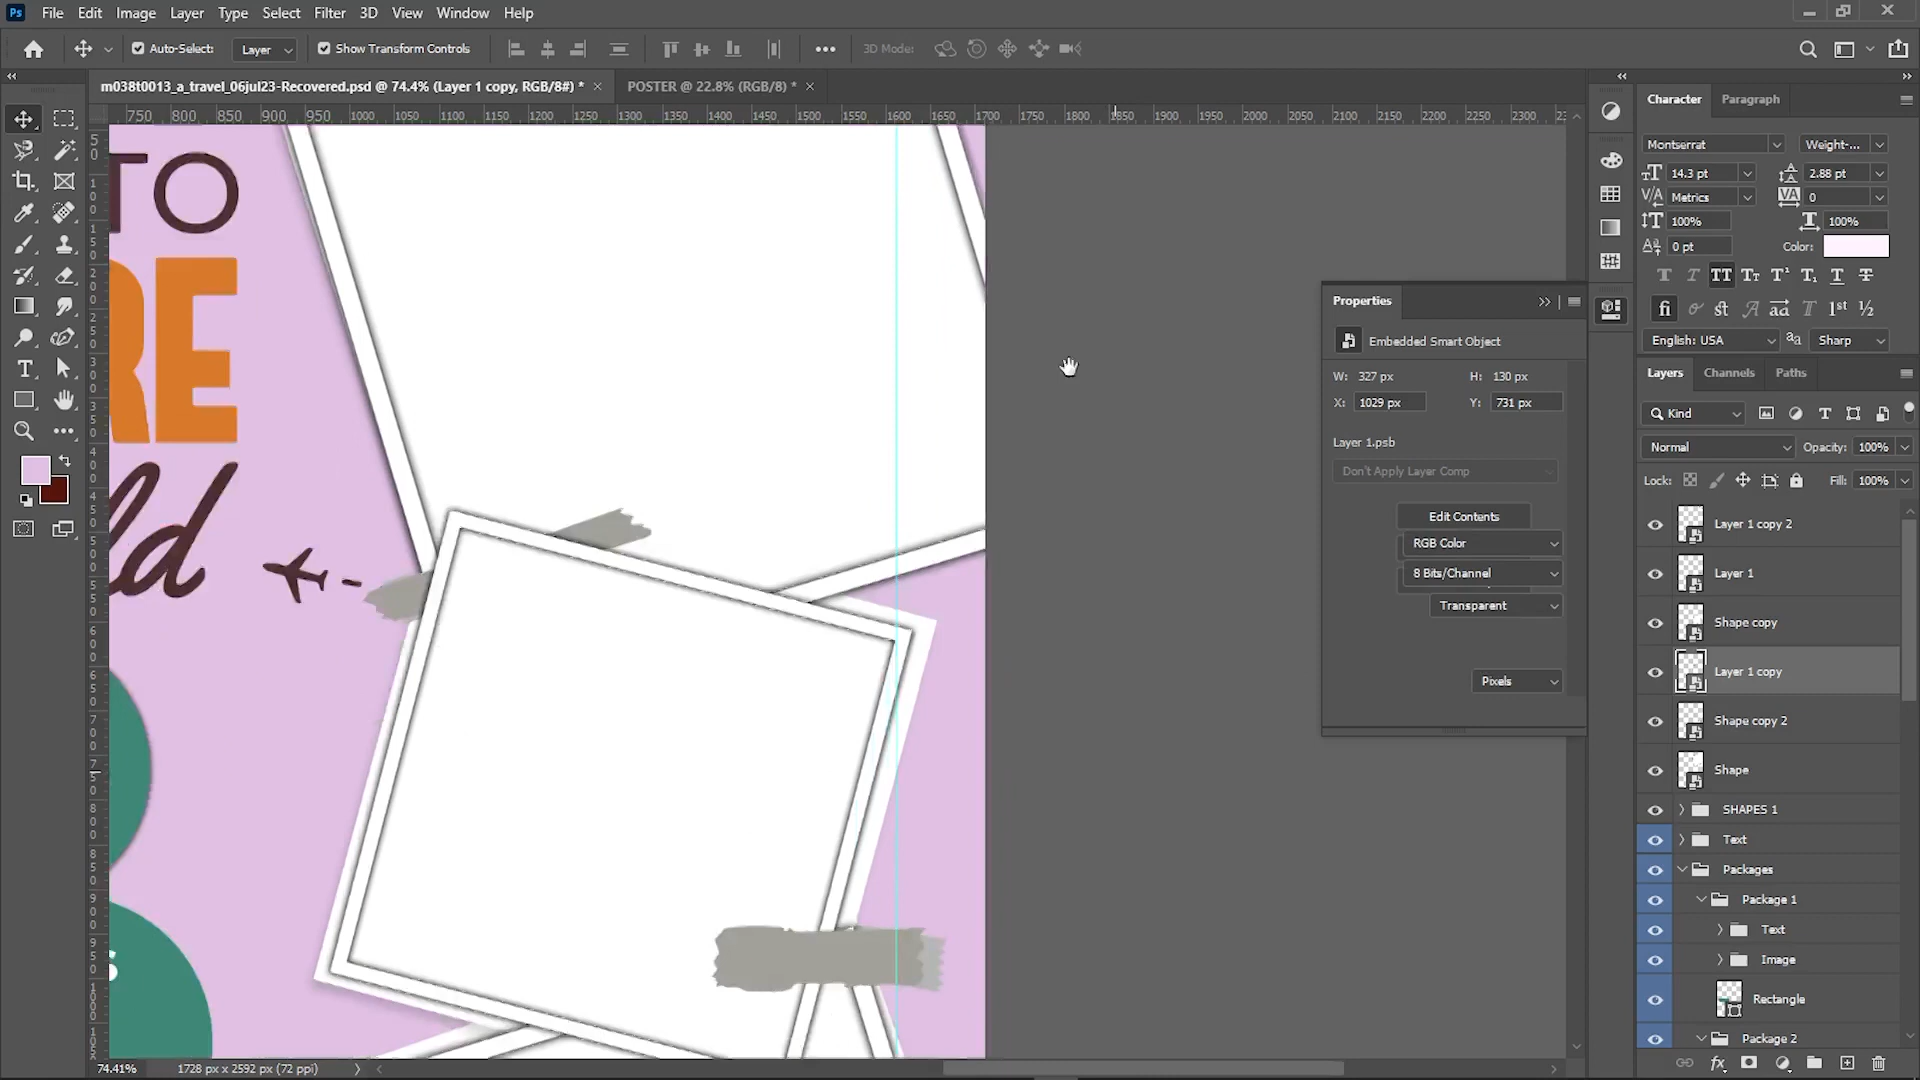 Ps File Edit Image Layer Type Select Filter 3D View Window Help
Auto-Select: Layer Show Transform Controls 3D Mode:
m038t0013_a_travel_06jul23-Recovered.psd @ 74.4% (Layer 1 copy, RGB/8#) * × POSTER @ 22.8% (RGB/8) * ×
750 800 850 900 950 1000 1050 1100 1150 1200 1250 1300 1350 1400 1450 1500 1550 1600 1650 1700 1750 1800 1850 1900 1950 2000 2050 2100 2150 2200 2250 2300
TO
RE
ld
s
Properties
Embedded Smart Object
W: 327 px H: 130 px
X: 1029 px Y: 731 px
Layer 1.psb
Don't Apply Layer Comp
Edit Contents
RGB Color
8 Bits/Channel
Transparent
Pixels
Character Paragraph
Montserrat Weight-...
14.3 pt 2.88 pt
Metrics 0
100% 100%
0 pt Color:
English: USA Sharp
Layers Channels Paths
Kind
Normal Opacity: 100%
Lock: Fill: 100%
Layer 1 copy 2
Layer 1
Shape copy
Layer 1 copy
Shape copy 2
Shape
SHAPES 1
Text
Packages
Package 1
Text
Image
Rectangle
Package 2
74.41% 1728 px x 2592 px (72 ppi)